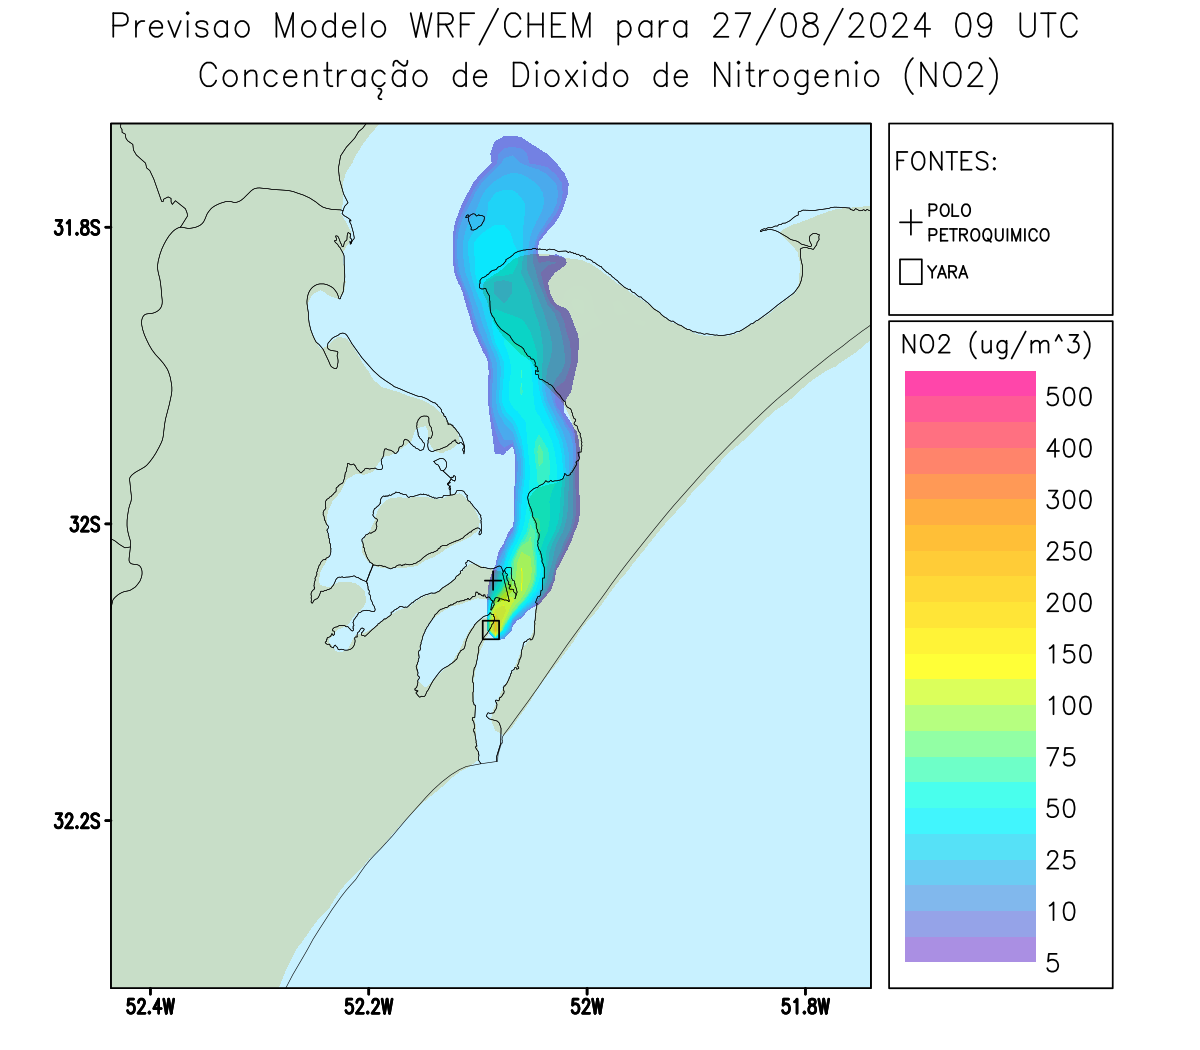 Previsao Modelo WRF/CHEM para 27/08/2024 09 UTC
Concentração de Dioxido de Nitrogenio (NO2)
FONTES:
POLO
PETROQUIMICO
YARA
NO2 (ug/m^3)
500
400
300
250
200
150
100
75
50
25
10
5
31.8S
32S
32.2S
52.4W
52.2W
52W
51.8W